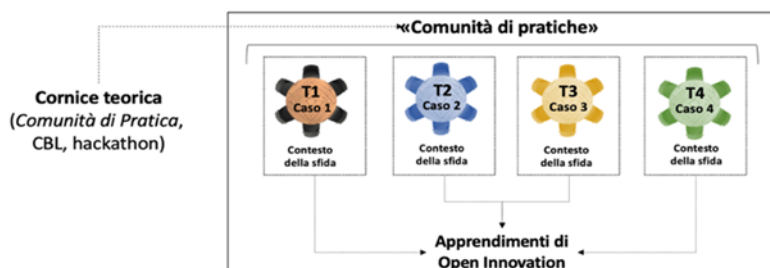 «Comunità di pratiche»
Cornice teorica
(Comunità di Pratica,
CBL, hackathon)
T1
Caso 1
Contesto
della sfida
T2
Caso 2
Contesto
della sfida
T3
Caso 3
Contesto
della sfida
T4
Caso 4
Contesto
della sfida
Apprendimenti di
Open Innovation